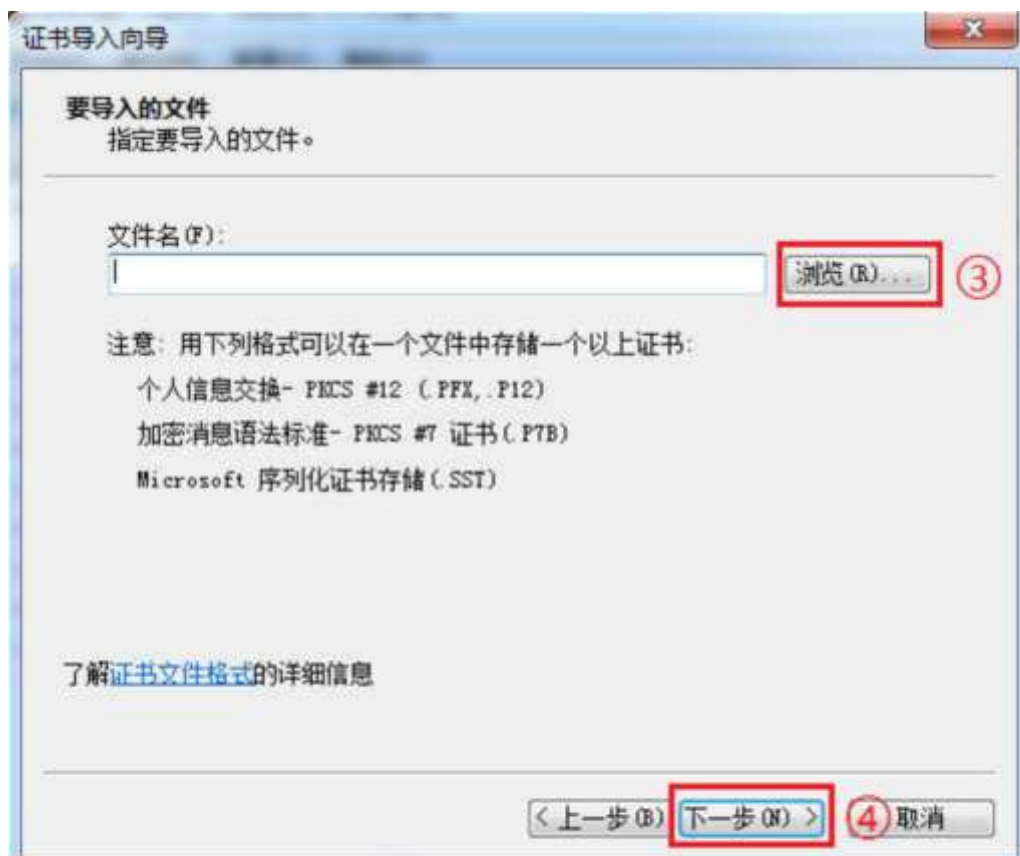 证书导入向导
要导入的文件
指定要导入的文件。
文件名(F):
浏览(R)... ③
注意: 用下列格式可以在一个文件中存储一个以上证书:
个人信息交换- PKCS #12 (.PFX,.P12)
加密消息语法标准- PKCS #7 证书(.P7B)
Microsoft 序列化证书存储(.SST)
了解证书文件格式的详细信息
< 上一步(B) 下一步(N) > ④ 取消